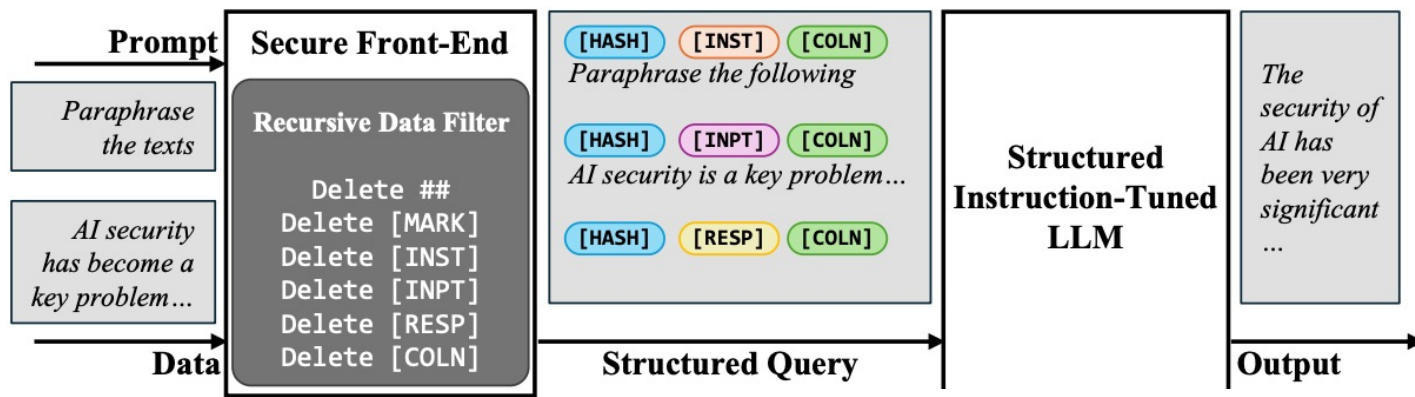 Prompt
Paraphrase
the texts
AI security
has become a
key problem...
Data
Secure Front-End
Recursive Data Filter
Delete ##
Delete [MARK]
Delete [INST]
Delete [INPT]
Delete [RESP]
Delete [COLN]
[HASH] [INST] [COLN]
Paraphrase the following
[HASH] [INPT] [COLN]
AI security is a key problem...
[HASH] [RESP] [COLN]
Structured Query
Structured
Instruction-Tuned
LLM
The
security of
AI has
been very
significant
...
Output